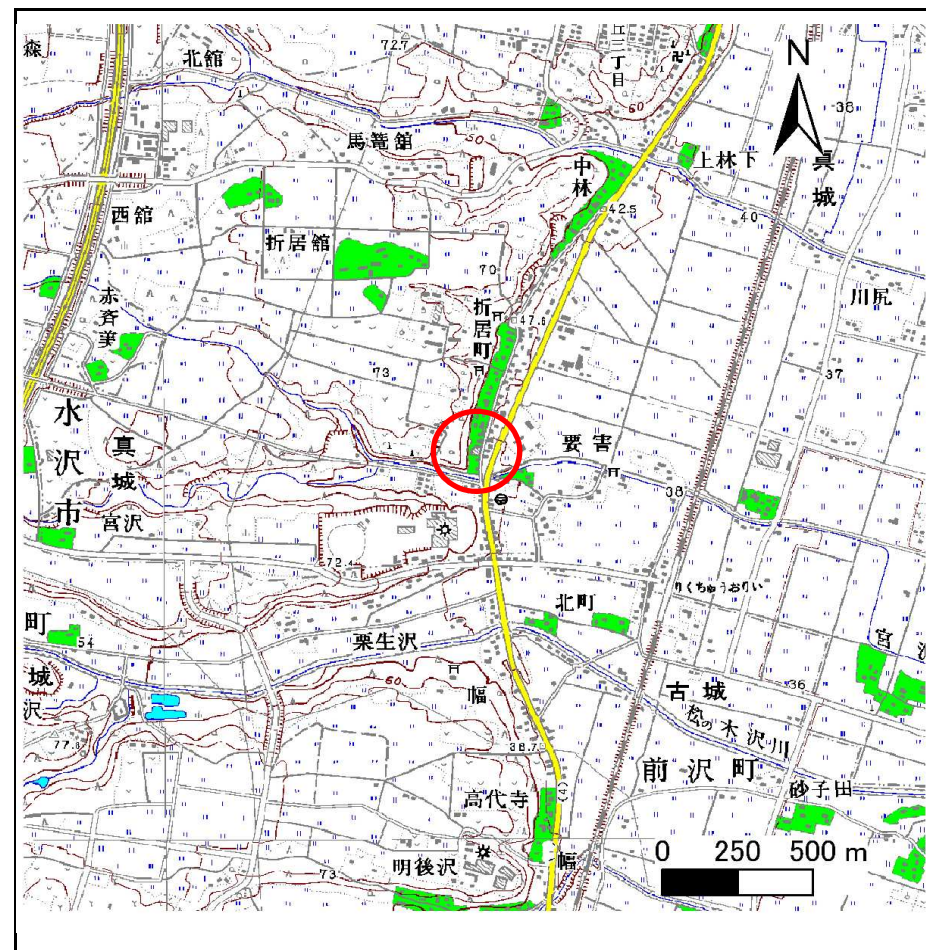 森
北舘
72.7
丘二丁目
N
60
38
馬篭舘
50
中林
上林下
真城
西舘
42.5
40
折居舘
70
川尻
赤斉美
折居町
47.6
73
37
水沢市
真城
要害
38
宮沢
72.4
りくちゅうおりい
北町
町
54
栗生沢
宮
城
沢
60
幅
古城
36
松の木沢川
77.8
38.7
前沢町
高代寺
砂子田
0 250 500 m
明後沢
幅
73